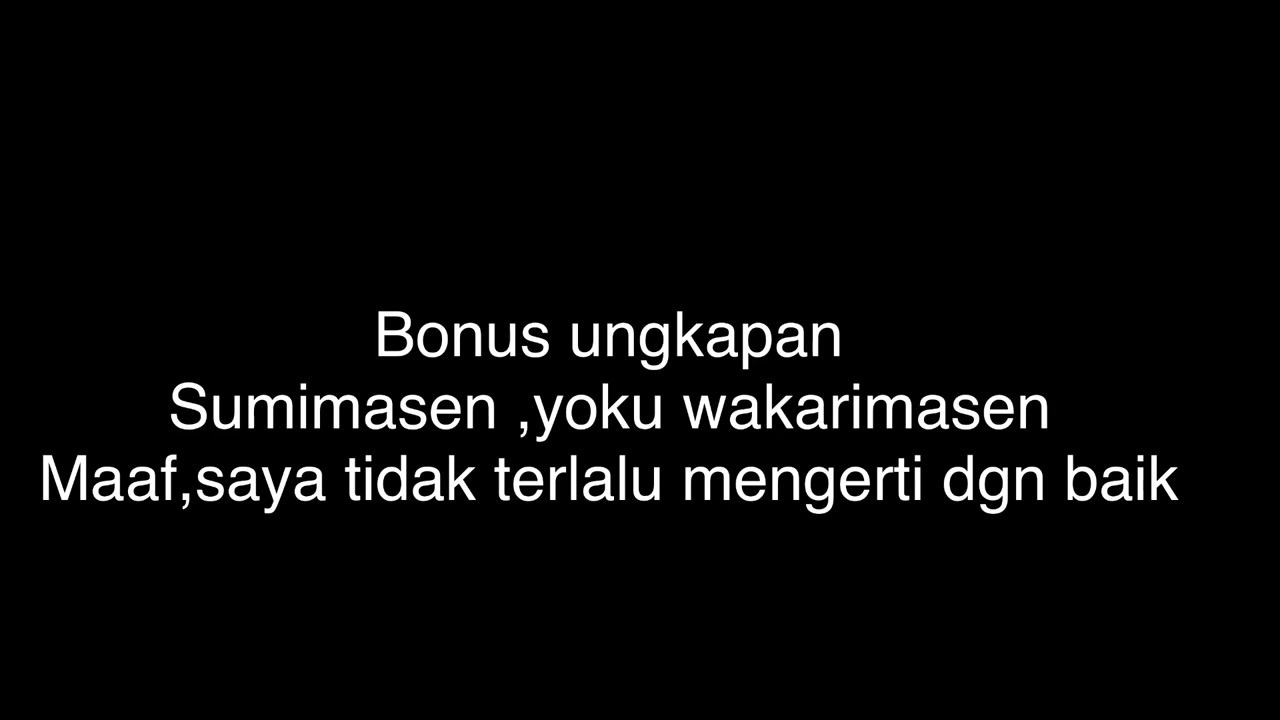 Bonus ungkapan
Sumimasen ,yoku wakarimasen
Maaf,saya tidak terlalu mengerti dgn baik